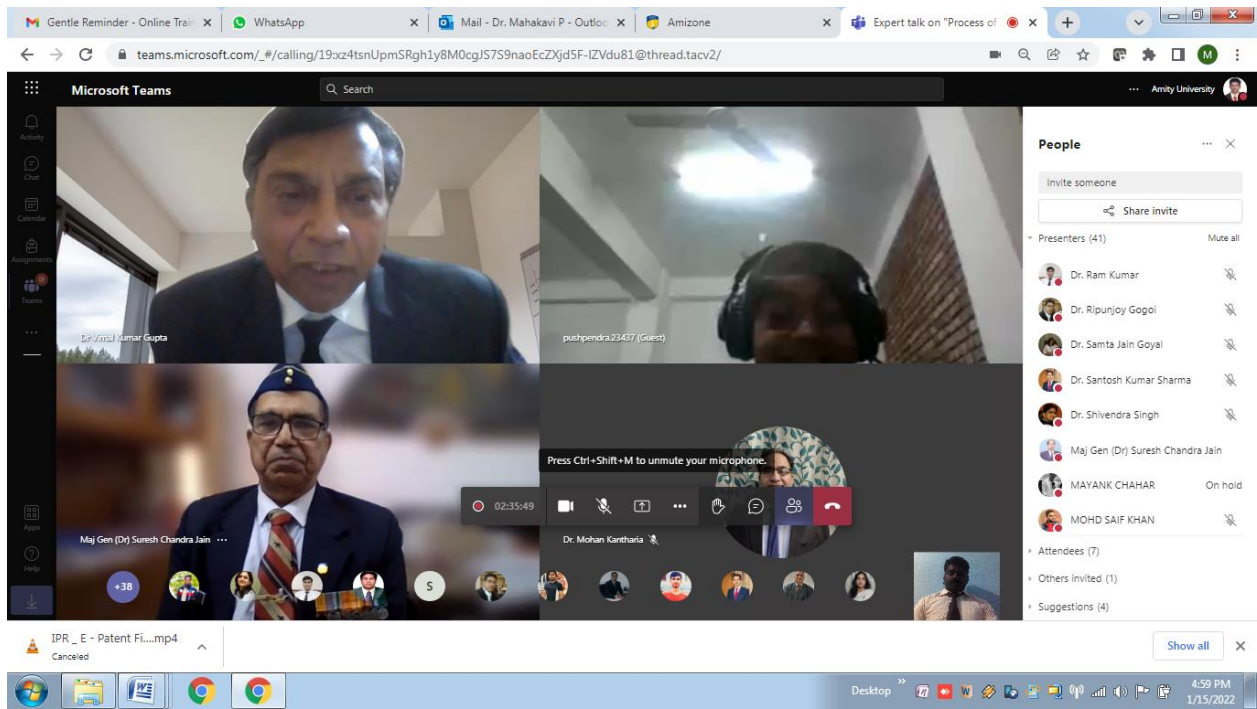 Gentle Reminder - Online Train
WhatsApp
Mail - Dr. Mahakavi P - Outloo
Amizone
Expert talk on "Process of
teams.microsoft.com/_#/calling/19:xz4tsnUpmSRgh1y8M0cgJS7S9naoEcZXjd5F-IZVdu81@thread.tacv2/
M
Microsoft Teams
Search
Amity University
Activity
Chat
Calendar
Assignments
Teams
Apps
Help
Dr Virral Kumar Gupta
pushpendra.23437 (Guest)
Press Ctrl+Shift+M to unmute your microphone.
02:35:49
Maj Gen (Dr) Suresh Chandra Jain ...
Dr. Mohan Kantharia
+38
S
People
Invite someone
Share invite
Presenters (41) Mute all
Dr. Ram Kumar
Dr. Ripunjoy Gogoi
Dr. Samta Jain Goyal
Dr. Santosh Kumar Sharma
Dr. Shivendra Singh
Maj Gen (Dr) Suresh Chandra Jain
MAYANK CHAHAR On hold
MOHD SAIF KHAN
Attendees (7)
Others invited (1)
Suggestions (4)
IPR _ E - Patent Fi....mp4
Canceled
Show all
Desktop
4:59 PM
1/15/2022